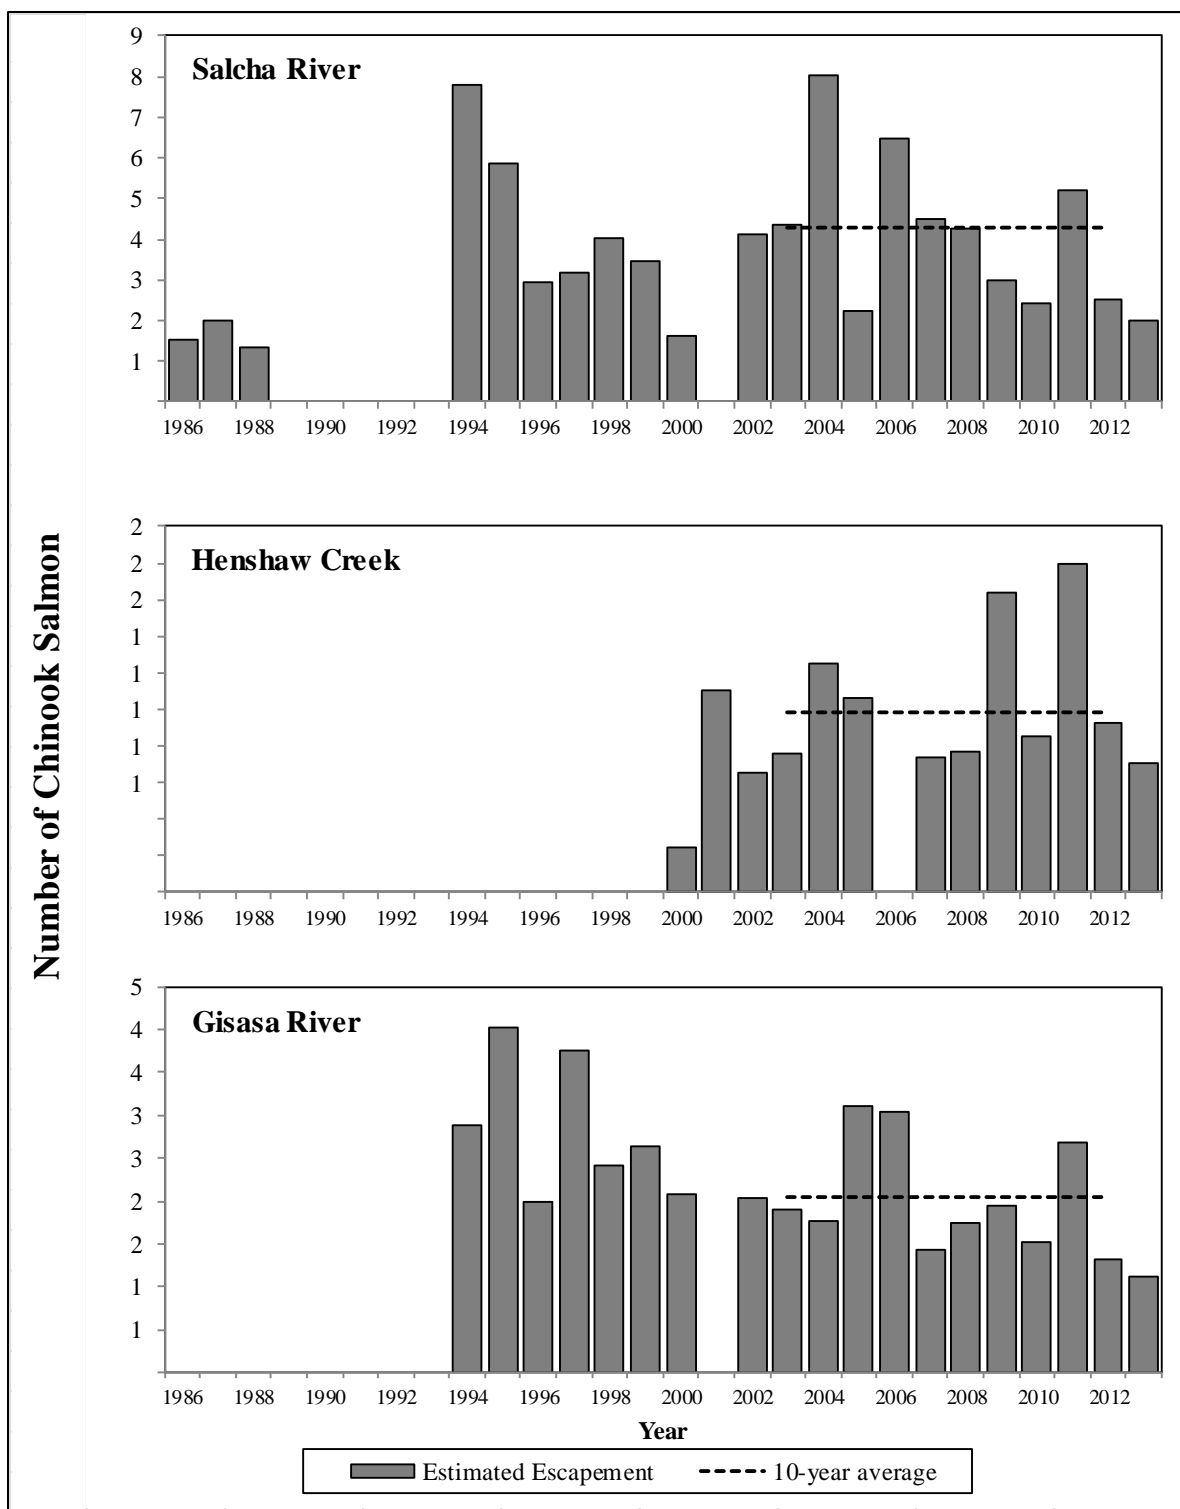 Number of Chinook Salmon
Salcha River
9
8
7
6
5
4
3
2
1
1986 1988 1990 1992 1994 1996 1998 2000 2002 2004 2006 2008 2010 2012
Henshaw Creek
2
2
2
1
1
1
1
1
1986 1988 1990 1992 1994 1996 1998 2000 2002 2004 2006 2008 2010 2012
Gisasa River
5
4
4
3
3
2
2
1
1
1986 1988 1990 1992 1994 1996 1998 2000 2002 2004 2006 2008 2010 2012
Year
Estimated Escapement 10-year average